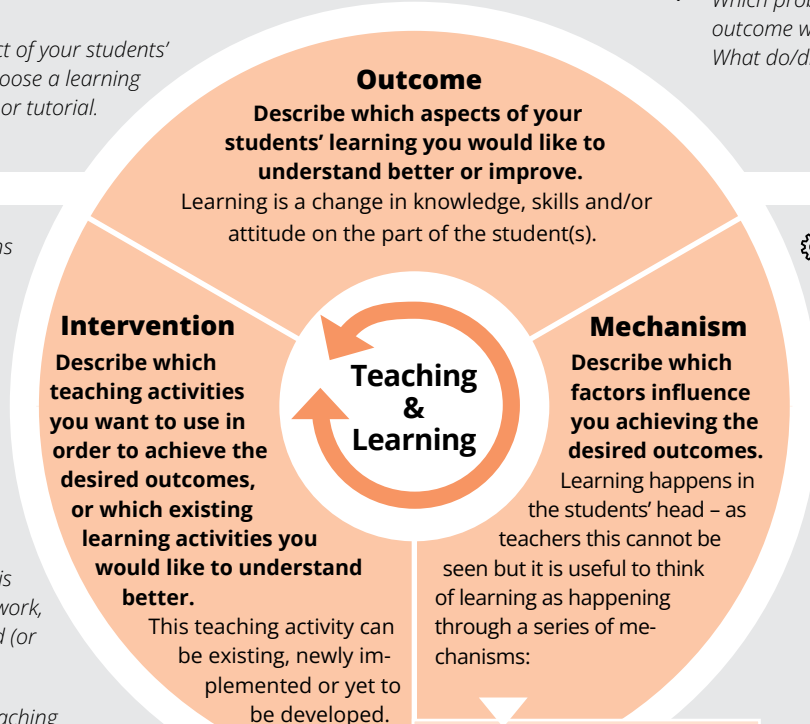 Which
outcome w
What do/d
ct of your students'
oose a learning
or tutorial.
Outcome
Describe which aspects of your
students' learning you would like to
understand better or improve.
Learning is a change in knowledge, skills and/or
attitude on the part of the student(s).
ns
Intervention
Describe which
teaching activities
you want to use in
order to achieve the
desired outcomes,
or which existing
learning activities you
would like to understand
better.
This teaching activity can
be existing, newly im-
plemented or yet to
be developed.
Teaching
&
Learning
Mechanism
Describe which
factors influence
you achieving the
desired outcomes.
Learning happens in
the students' head – as
teachers this cannot be
seen but it is useful to think
of learning as happening
through a series of me-
chanisms:
is
work,
d (or
aching